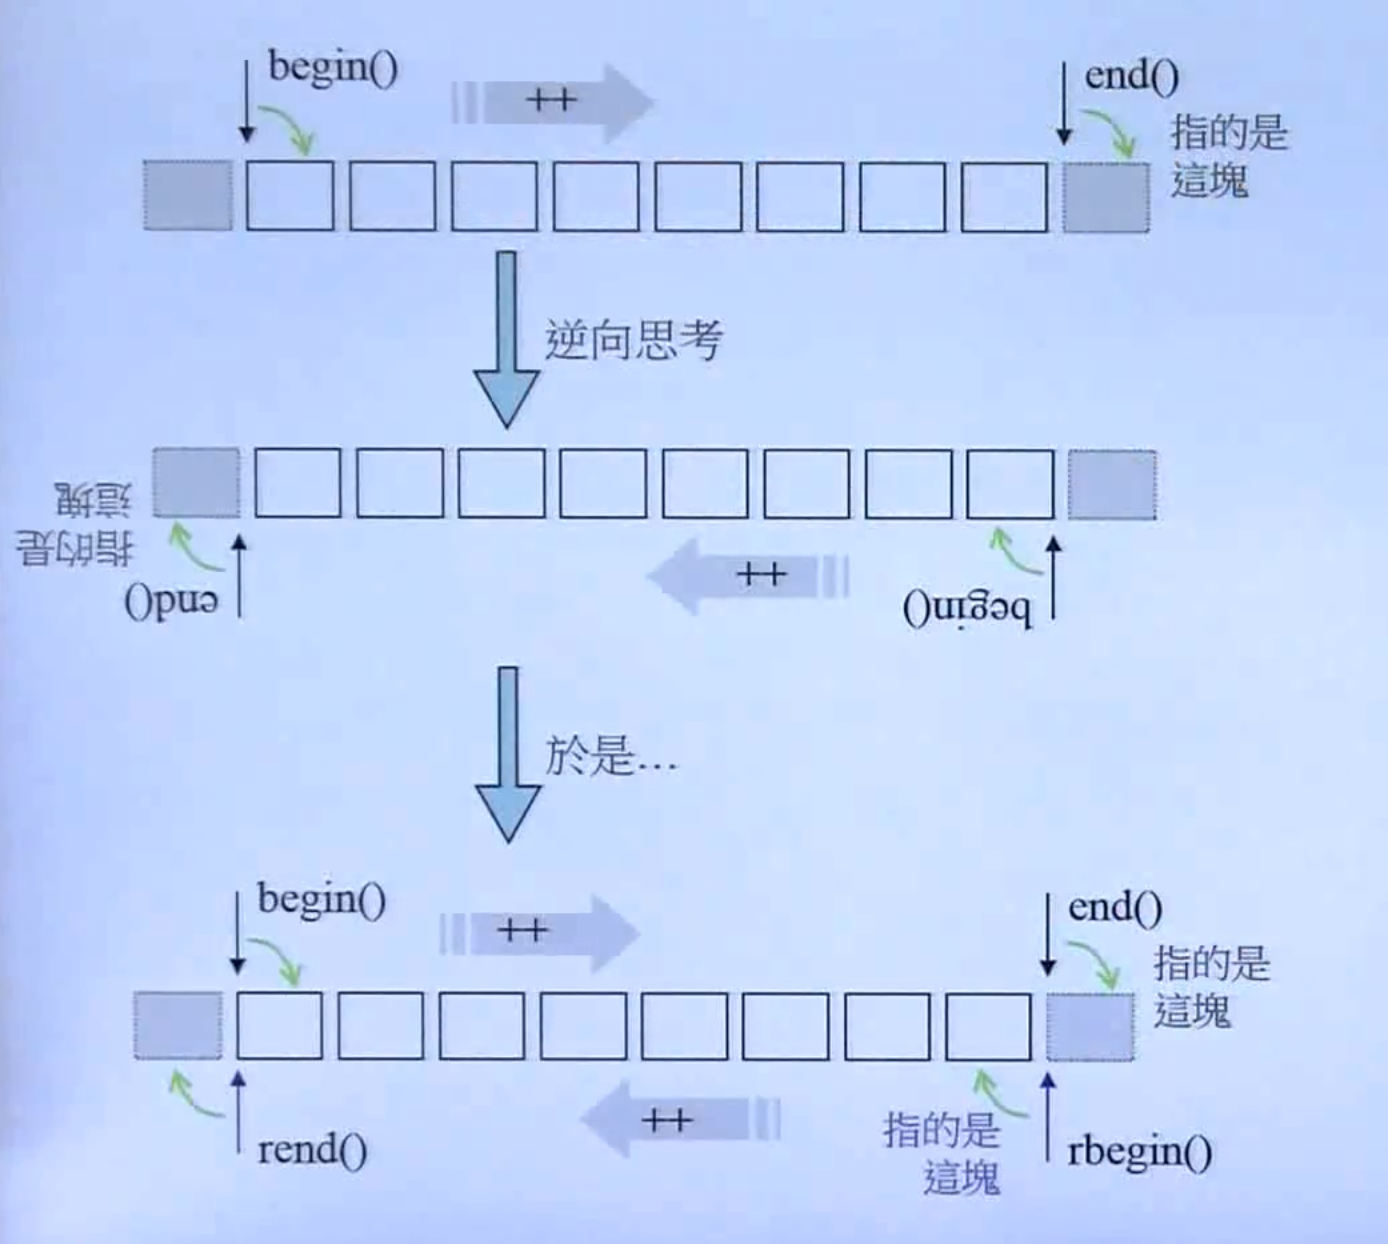 begin()
++
end()
指的是
這塊
逆向思考
這塊
指的是
end()
++
begin()
於是...
begin()
++
end()
指的是
這塊
rend()
++
指的是
這塊
rbegin()